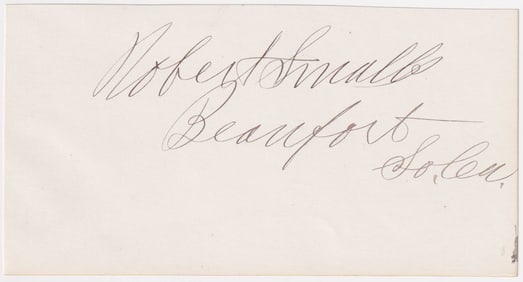 Robert Smalls
Beaufort
So. Ca.